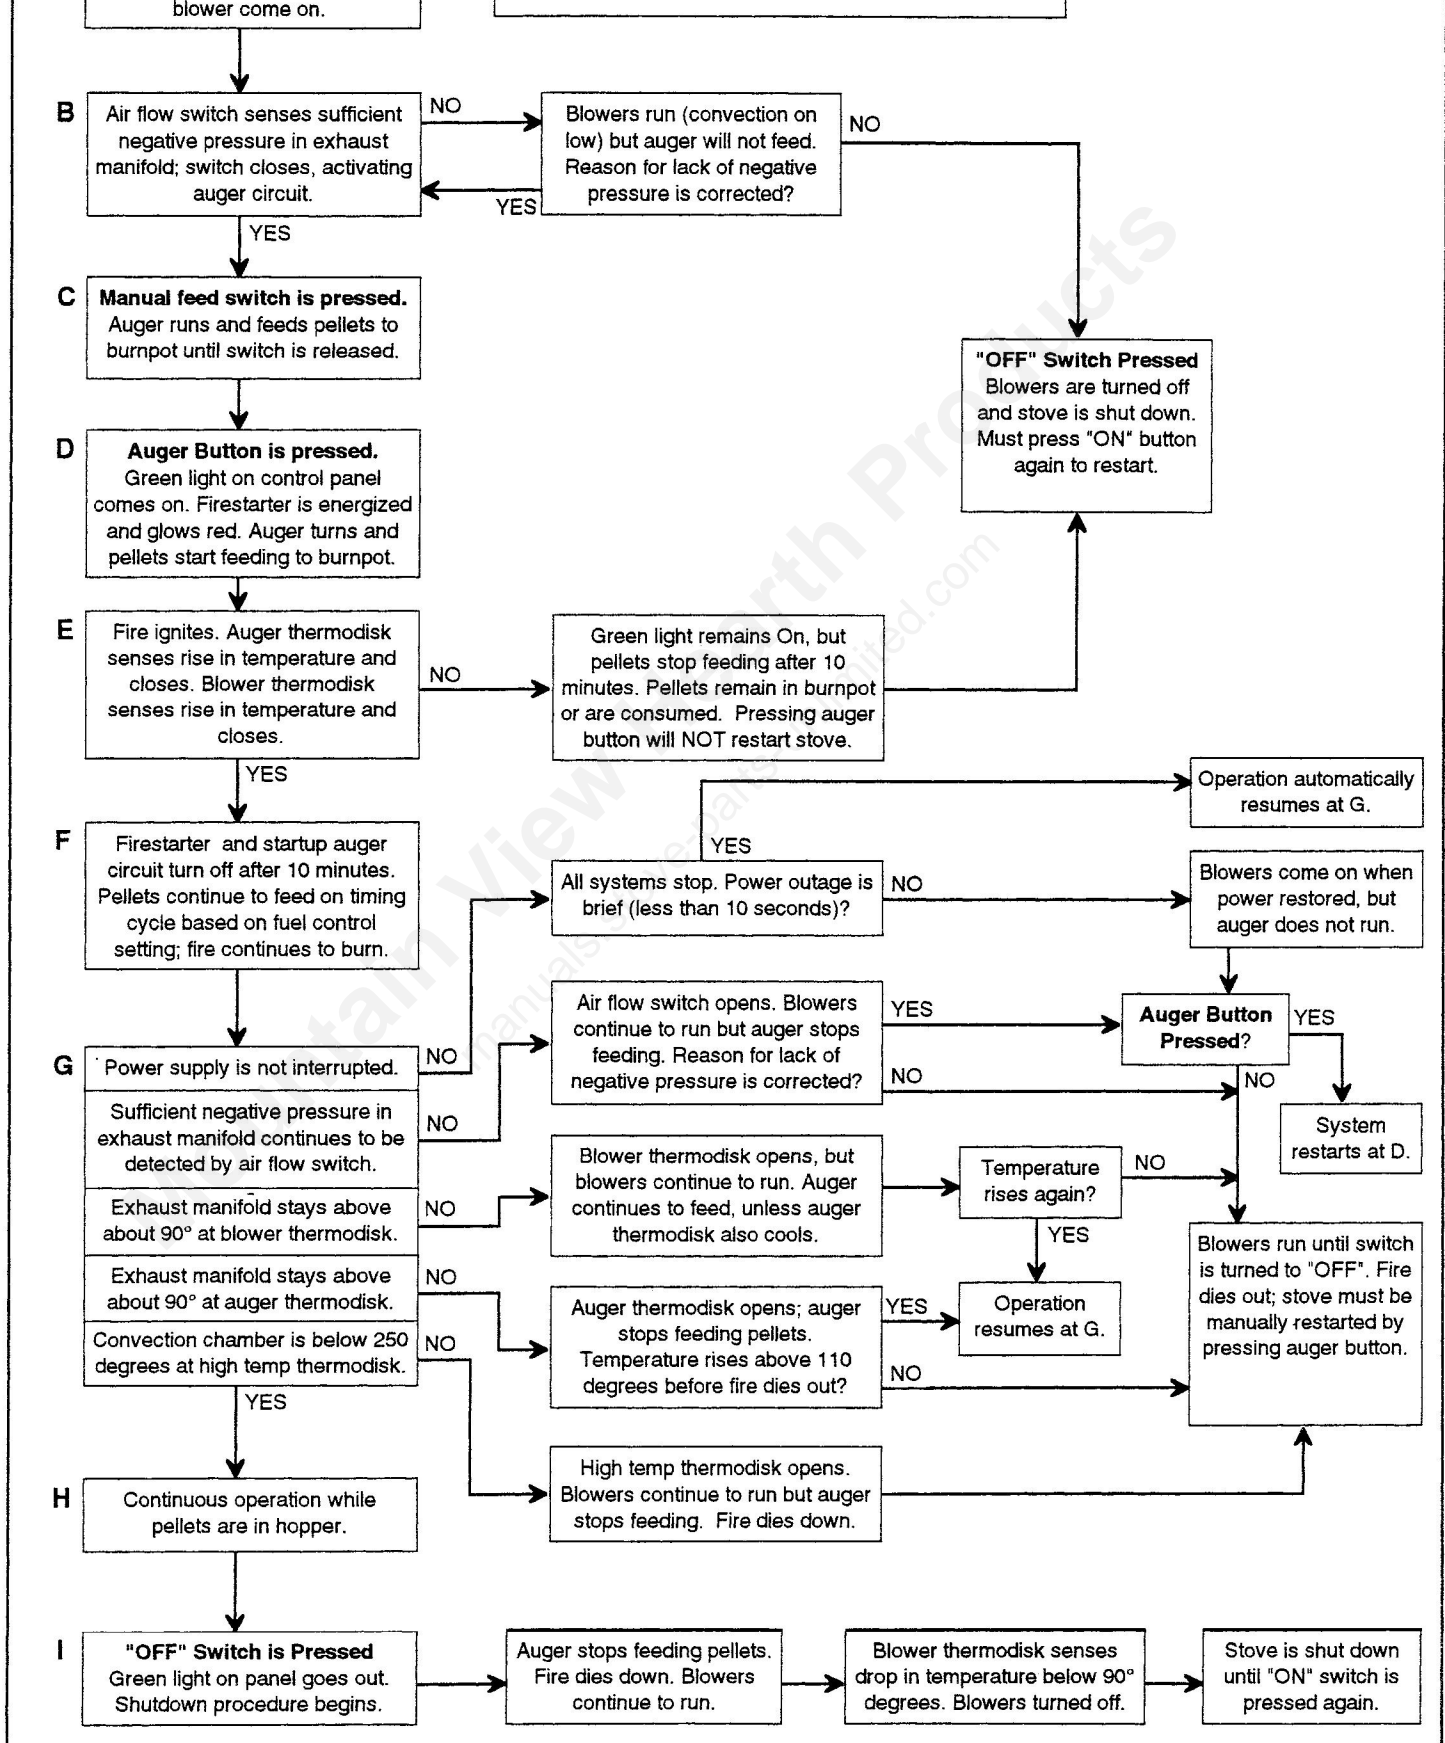 blower come on.
B
Air flow switch senses sufficient
negative pressure in exhaust
manifold; switch closes, activating
auger circuit.
NO
YES
Blowers run (convection on
low) but auger will not feed.
Reason for lack of negative
pressure is corrected?
NO
YES
C
Manual feed switch is pressed.
Auger runs and feeds pellets to
burnpot until switch is released.
"OFF" Switch Pressed
Blowers are turned off
and stove is shut down.
Must press "ON" button
again to restart.
D
Auger Button is pressed.
Green light on control panel
comes on. Firestarter is energized
and glows red. Auger turns and
pellets start feeding to burnpot.
E
Fire ignites. Auger thermodisk
senses rise in temperature and
closes. Blower thermodisk
senses rise in temperature and
closes.
NO
Green light remains On, but
pellets stop feeding after 10
minutes. Pellets remain in burnpot
or are consumed. Pressing auger
button will NOT restart stove.
YES
Operation automatically
resumes at G.
F
Firestarter and startup auger
circuit turn off after 10 minutes.
Pellets continue to feed on timing
cycle based on fuel control
setting; fire continues to burn.
YES
All systems stop. Power outage is
brief (less than 10 seconds)?
NO
Blowers come on when
power restored, but
auger does not run.
Air flow switch opens. Blowers
continue to run but auger stops
feeding. Reason for lack of
negative pressure is corrected?
YES
NO
Auger Button
Pressed?
YES
NO
System
restarts at D.
G
Power supply is not interrupted.
NO
Sufficient negative pressure in
exhaust manifold continues to be
detected by air flow switch.
NO
Exhaust manifold stays above
about 90° at blower thermodisk.
NO
Exhaust manifold stays above
about 90° at auger thermodisk.
NO
Convection chamber is below 250
degrees at high temp thermodisk.
NO
YES
Blower thermodisk opens, but
blowers continue to run. Auger
continues to feed, unless auger
thermodisk also cools.
Temperature
rises again?
NO
YES
Operation
resumes at G.
Auger thermodisk opens; auger
stops feeding pellets.
Temperature rises above 110
degrees before fire dies out?
YES
NO
Blowers run until switch
is turned to "OFF". Fire
dies out; stove must be
manually restarted by
pressing auger button.
High temp thermodisk opens.
Blowers continue to run but auger
stops feeding. Fire dies down.
H
Continuous operation while
pellets are in hopper.
I
"OFF" Switch is Pressed
Green light on panel goes out.
Shutdown procedure begins.
Auger stops feeding pellets.
Fire dies down. Blowers
continue to run.
Blower thermodisk senses
drop in temperature below 90°
degrees. Blowers turned off.
Stove is shut down
until "ON" switch is
pressed again.
Mountain View Hearth Products